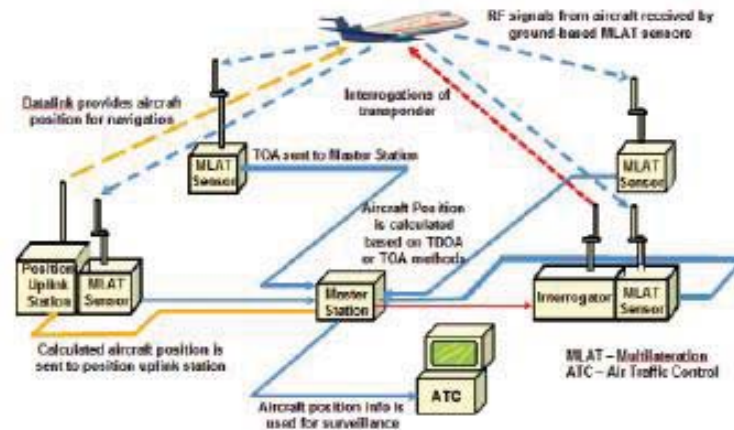 RF signals from aircraft received by
ground-based MLAT sensors
Datalink provides aircraft
position for navigation
Interrogations of
transponder
MLAT
Sensor
TOA sent to Master Station
MLAT
Sensor
Aircraft Position
is calculated
based on TDOA
or TOA methods
Position
Uplink
Station
MLAT
Sensor
Master
Station
Interrogator
MLAT
Sensor
Calculated aircraft position is
sent to position uplink station
MLAT – Multilateration
ATC – Air Traffic Control
ATC
Aircraft position info is
used for surveillance